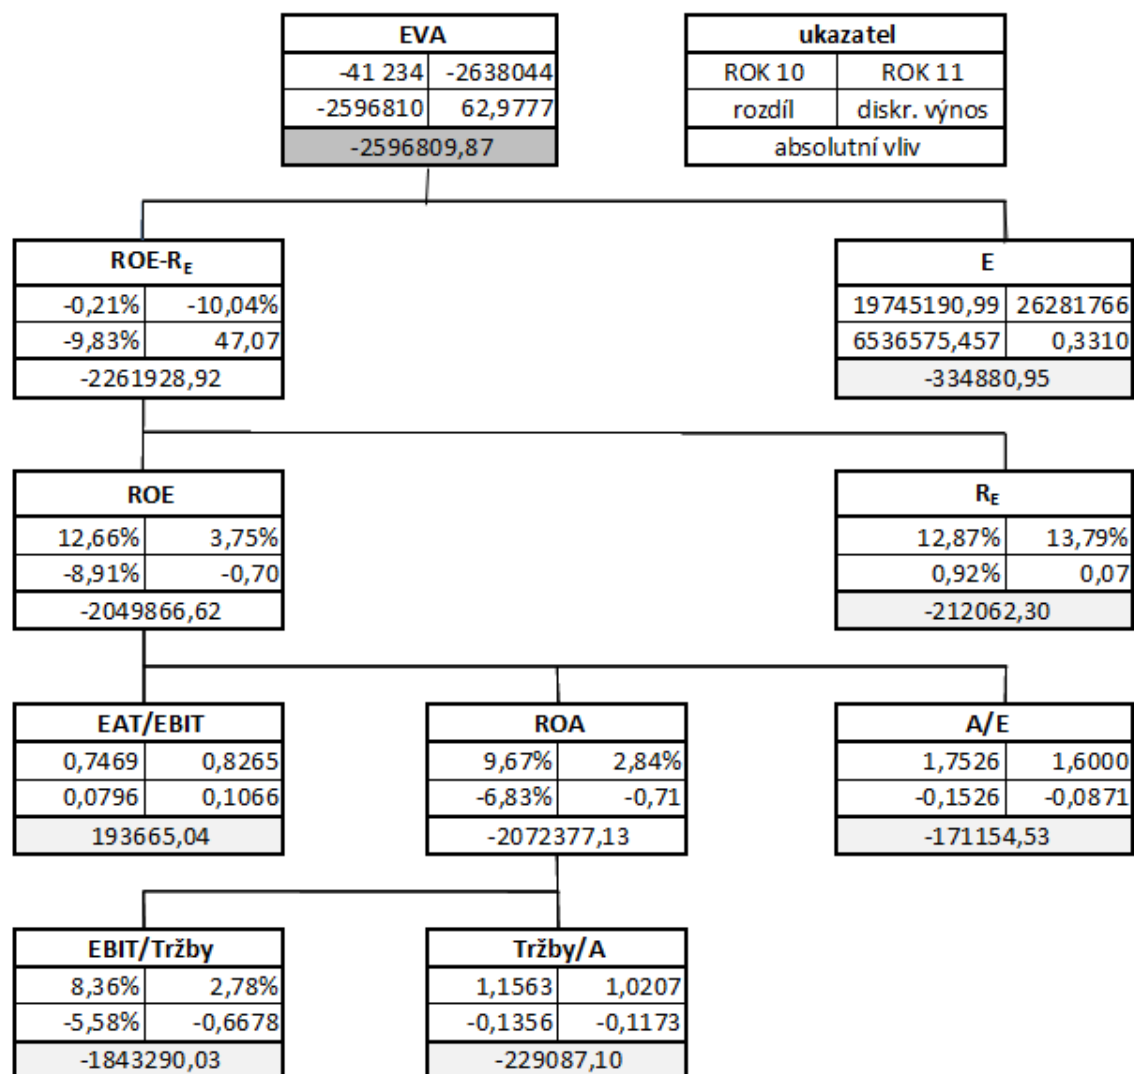 EVA
-41 234 -2638044
-2596810 62,9777
-2596809,87
ukazatel
ROK 10 ROK 11
rozdíl diskr. výnos
absolutní vliv
ROE-RE
-0,21% -10,04%
-9,83% 47,07
-2261928,92
E
19745190,99 26281766
6536575,457 0,3310
-334880,95
ROE
12,66% 3,75%
-8,91% -0,70
-2049866,62
RE
12,87% 13,79%
0,92% 0,07
-212062,30
EAT/EBIT
0,7469 0,8265
0,0796 0,1066
193665,04
ROA
9,67% 2,84%
-6,83% -0,71
-2072377,13
A/E
1,7526 1,6000
-0,1526 -0,0871
-171154,53
EBIT/Tržby
8,36% 2,78%
-5,58% -0,6678
-1843290,03
Tržby/A
1,1563 1,0207
-0,1356 -0,1173
-229087,10